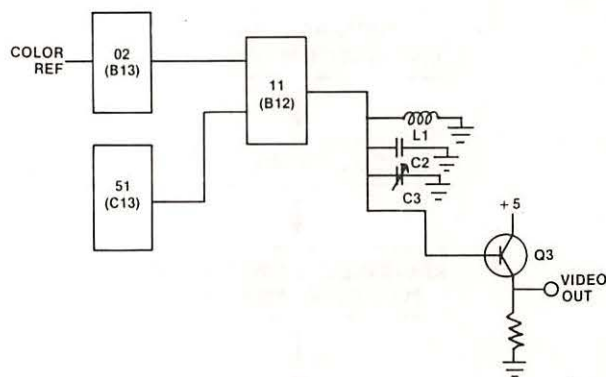 COLOR
REF
02
(B13)
11
(B12)
51
(C13)
L1
C2
C3
+5
Q3
VIDEO
OUT